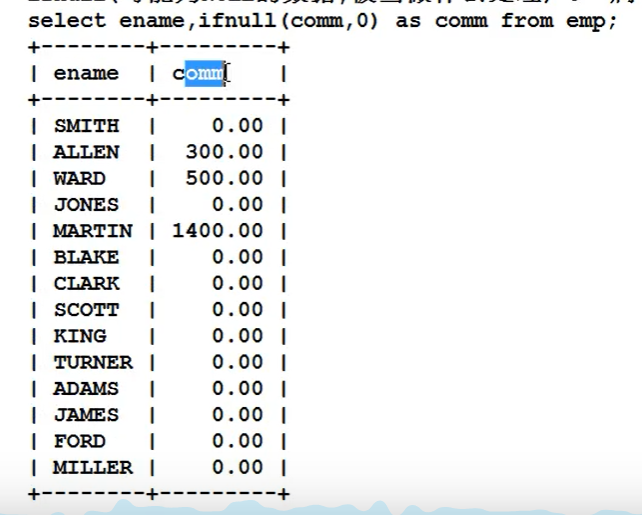 select ename,ifnull(comm,0) as comm from emp;
+--------+---------+
| ename  | comm    |
+--------+---------+
| SMITH  |    0.00 |
| ALLEN  |  300.00 |
| WARD   |  500.00 |
| JONES  |    0.00 |
| MARTIN | 1400.00 |
| BLAKE  |    0.00 |
| CLARK  |    0.00 |
| SCOTT  |    0.00 |
| KING   |    0.00 |
| TURNER |    0.00 |
| ADAMS  |    0.00 |
| JAMES  |    0.00 |
| FORD   |    0.00 |
| MILLER |    0.00 |
+--------+---------+